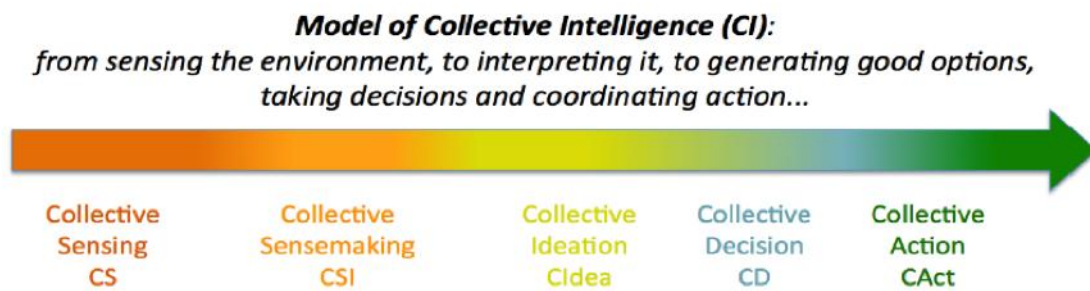 Model of Collective Intelligence (CI):
from sensing the environment, to interpreting it, to generating good options,
taking decisions and coordinating action...
Collective
Sensing
CS
Collective
Sensemaking
CSI
Collective
Ideation
CIdea
Collective
Decision
CD
Collective
Action
CAct